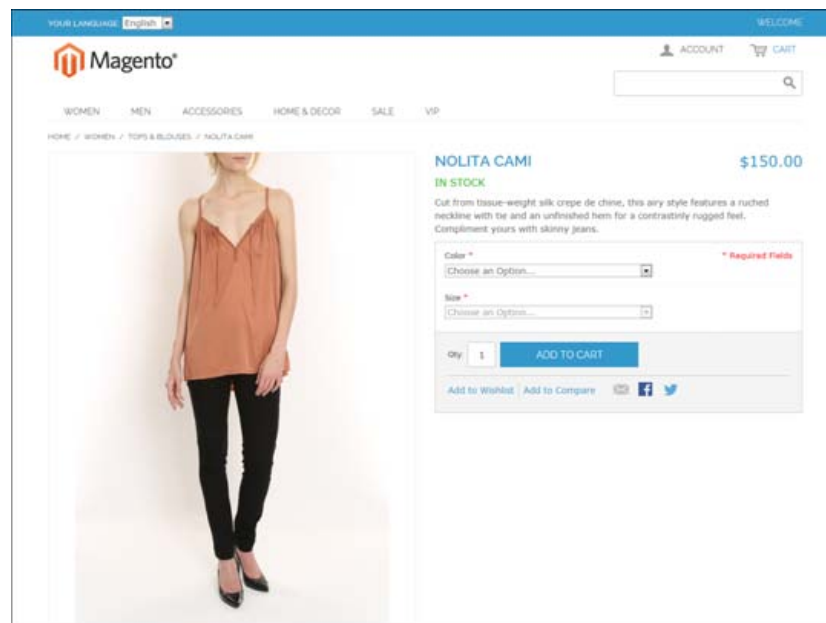 YOUR LANGUAGE: English
WELCOME
Magento®
ACCOUNT
CART
WOMEN MEN ACCESSORIES HOME & DECOR SALE VIP
HOME / WOMEN / TOPS & BLOUSES / NOLITA CAMI
NOLITA CAMI
$150.00
IN STOCK
Cut from tissue-weight silk crepe de chine, this airy style features a ruched
neckline with tie and an unfinished hem for a contrastinly rugged feel.
Compliment yours with skinny jeans.
Color *
* Required Fields
Choose an Option...
Size *
Choose an Option...
Qty: 1 ADD TO CART
Add to Wishlist Add to Compare